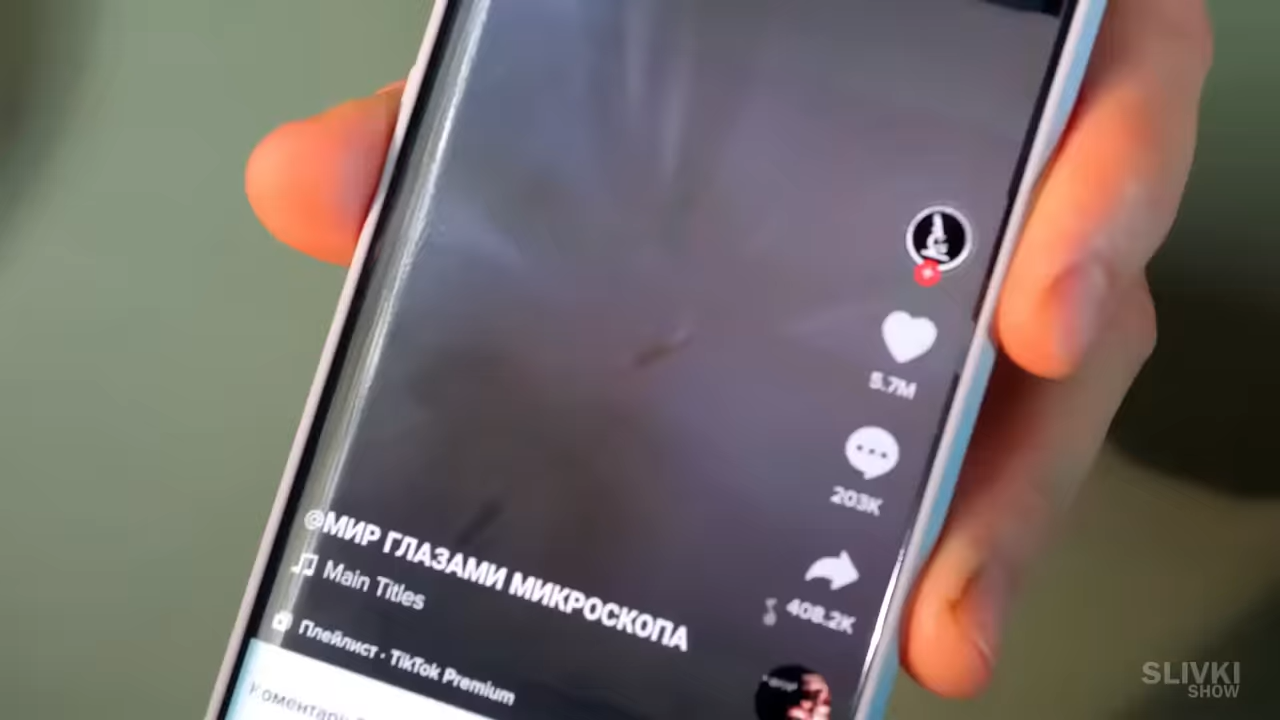 5.7M
203K
408.2K
@МИР ГЛАЗАМИ МИКРОСКОПА
Main Titles
Плейлист · TikTok Premium
SLIVKI
SHOW